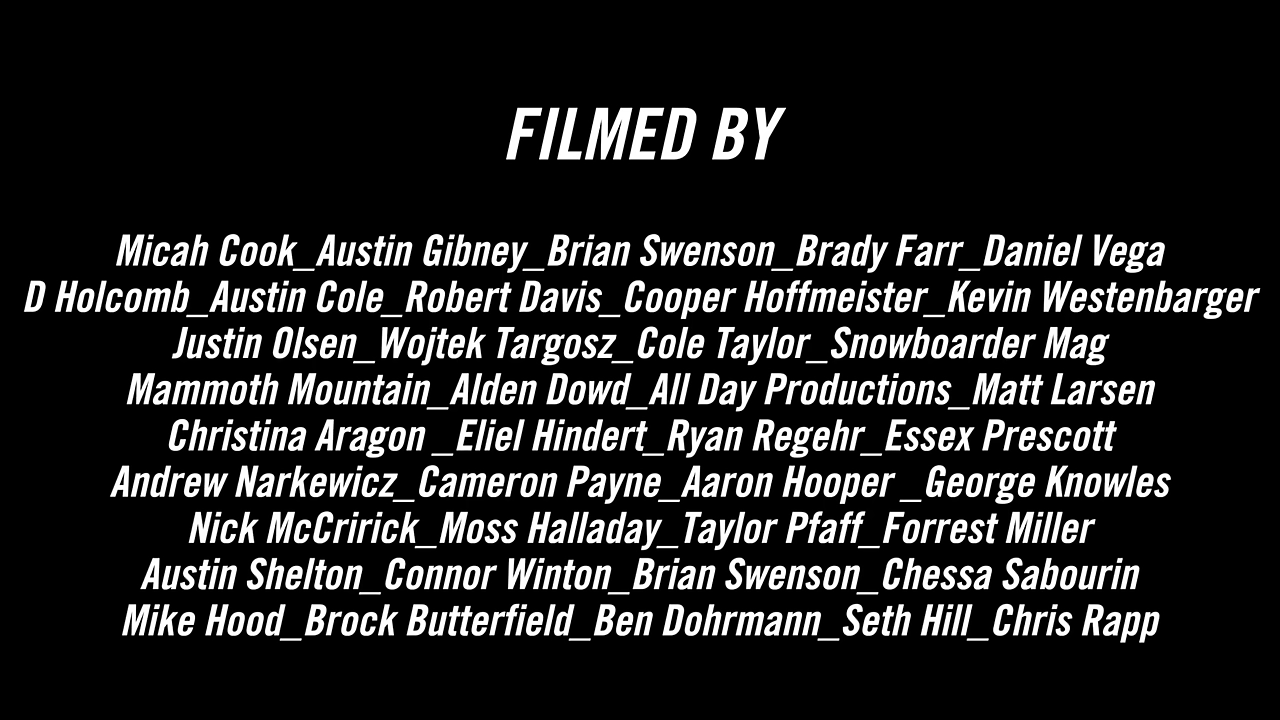 FILMED BY
Micah Cook_Austin Gibney_Brian Swenson_Brady Farr_Daniel Vega
D Holcomb_Austin Cole_Robert Davis_Cooper Hoffmeister_Kevin Westenbarger
Justin Olsen_Wojtek Targosz_Cole Taylor_Snowboarder Mag
Mammoth Mountain_Alden Dowd_All Day Productions_Matt Larsen
Christina Aragon _Eliel Hindert_Ryan Regehr_Essex Prescott
Andrew Narkewicz_Cameron Payne_Aaron Hooper _George Knowles
Nick McCririck_Moss Halladay_Taylor Pfaff_Forrest Miller
Austin Shelton_Connor Winton_Brian Swenson_Chessa Sabourin
Mike Hood_Brock Butterfield_Ben Dohrmann_Seth Hill_Chris Rapp